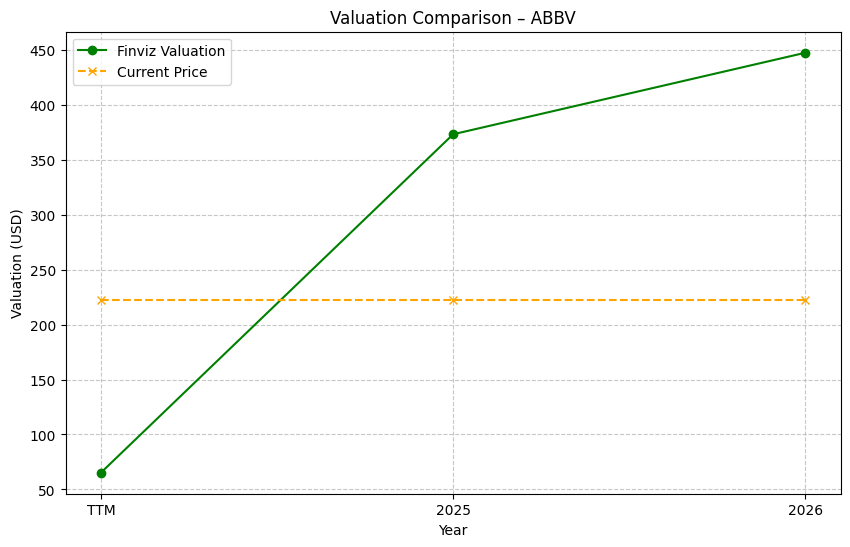 Valuation Comparison – ABBV
Finviz Valuation
Current Price
Valuation (USD)
450
400
350
300
250
200
150
100
50
TTM
2025
2026
Year